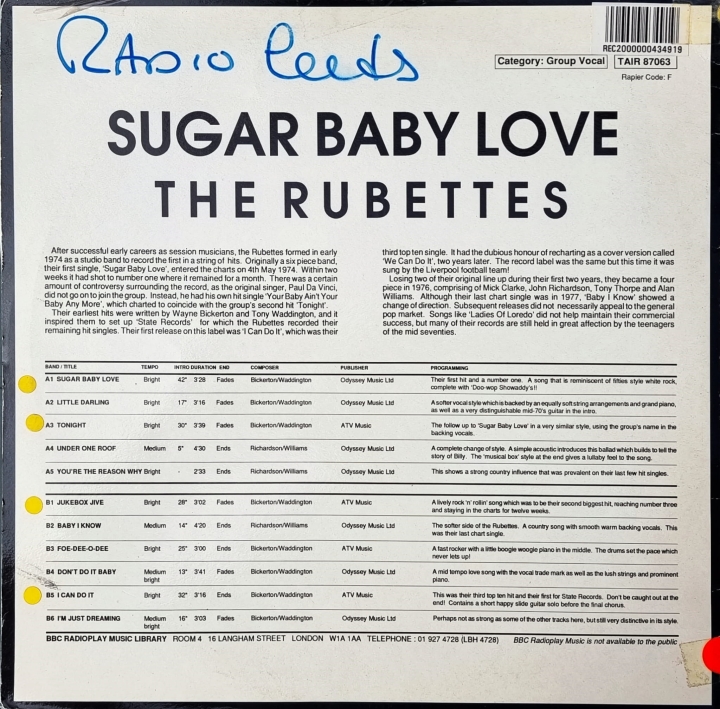 RADIO Leeds
REC2000000434919
Category: Group Vocal TAIR 87063
Rapier Code: F
SUGAR BABY LOVE
THE RUBETTES
After successful early careers as session musicians, the Rubettes formed in early
1974 as a studio band to record the first in a string of hits. Originally a six piece band,
their first single, 'Sugar Baby Love', entered the charts on 4th May 1974. Within two
weeks it had shot to number one where it remained for a month. There was a certain
amount of controversy surrounding the record, as the original singer, Paul Da Vinci,
did not go on to join the group. Instead, he had his own hit single 'Your Baby Ain't Your
Baby Any More', which charted to coincide with the group's second hit 'Tonight'.
Their earliest hits were written by Wayne Bickerton and Tony Waddington, and it
inspired them to set up 'State Records' for which the Rubettes recorded their
remaining hit singles. Their first release on this label was 'I Can Do It', which was their
third top ten single. It had the dubious honour of recharting as a cover version called
'We Can Do It', two years later. The record label was the same but this time it was
sung by the Liverpool football team!
Losing two of their original line up during their first two years, they became a four
piece in 1976, comprising of Mick Clarke, John Richardson, Tony Thorpe and Alan
Williams. Although their last chart single was in 1977, 'Baby I Know' showed a
change of direction. Subsequent releases did not necessarily appeal to the general
pop market. Songs like 'Ladies Of Loredo' did not help maintain their commercial
success, but many of their records are still held in great affection by the teenagers
of the mid seventies.
BAND / TITLE TEMPO INTRO DURATION END COMPOSER PUBLISHER PROGRAMMING
A1 SUGAR BABY LOVE Bright 42" 3'28 Fades Bickerton/Waddington Odyssey Music Ltd Their first hit and a number one. A song that is reminiscent of fifties style white rock,
complete with 'Doo-wop Showaddy's!!
A2 LITTLE DARLING Bright 17" 3'16 Fades Bickerton/Waddington Odyssey Music Ltd A softer vocal style which is backed by an equally soft string arrangements and grand piano,
as well as a very distinguishable mid-70's guitar in the intro.
A3 TONIGHT Bright 30" 3'39 Fades Bickerton/Waddington ATV Music The follow up to 'Sugar Baby Love' in a very similar style, using the group's name in the
backing vocals.
A4 UNDER ONE ROOF Medium 5" 4'30 Ends Richardson/Williams Odyssey Music Ltd A complete change of style. A simple acoustic introduces this ballad which builds to tell the
story of Billy. The 'musical box' style at the end gives a lullaby feel to the song.
A5 YOU'RE THE REASON WHY Bright - 2'33 Ends Richardson/Williams Odyssey Music Ltd This shows a strong country influence that was prevalent on their last few hit singles.
B1 JUKEBOX JIVE Bright 28" 3'02 Fades Bickerton/Waddington ATV Music A lively rock 'n' rollin' song which was to be their second biggest hit, reaching number three
and staying in the charts for twelve weeks.
B2 BABY I KNOW Medium 14" 4'20 Ends Richardson/Williams Odyssey Music Ltd The softer side of the Rubettes. A country song with smooth warm backing vocals. This
was their last chart single.
B3 FOE-DEE-O-DEE Bright 25" 3'00 Ends Bickerton/Waddington ATV Music A fast rocker with a little boogie woogie piano in the middle. The drums set the pace which
never lets up!
B4 DON'T DO IT BABY Medium 13" 3'41 Fades Bickerton/Waddington Odyssey Music Ltd A mid tempo love song with the vocal trade mark as well as the lush strings and prominent
bright piano.
B5 I CAN DO IT Bright 32" 3'16 Ends Bickerton/Waddington ATV Music This was their third top ten hit and their first for State Records. Don't be caught out at the
end! Contains a short happy slide guitar solo before the final chorus.
B6 I'M JUST DREAMING Medium 16" 3'03 Fades Bickerton/Waddington Odyssey Music Ltd Perhaps not as strong as some of the other tracks here, but still very distinctive in its style.
bright
BBC RADIOPLAY MUSIC LIBRARY ROOM 4 16 LANGHAM STREET LONDON W1A 1AA TELEPHONE : 01 927 4728 (LBH 4728) BBC Radioplay Music is not available to the public